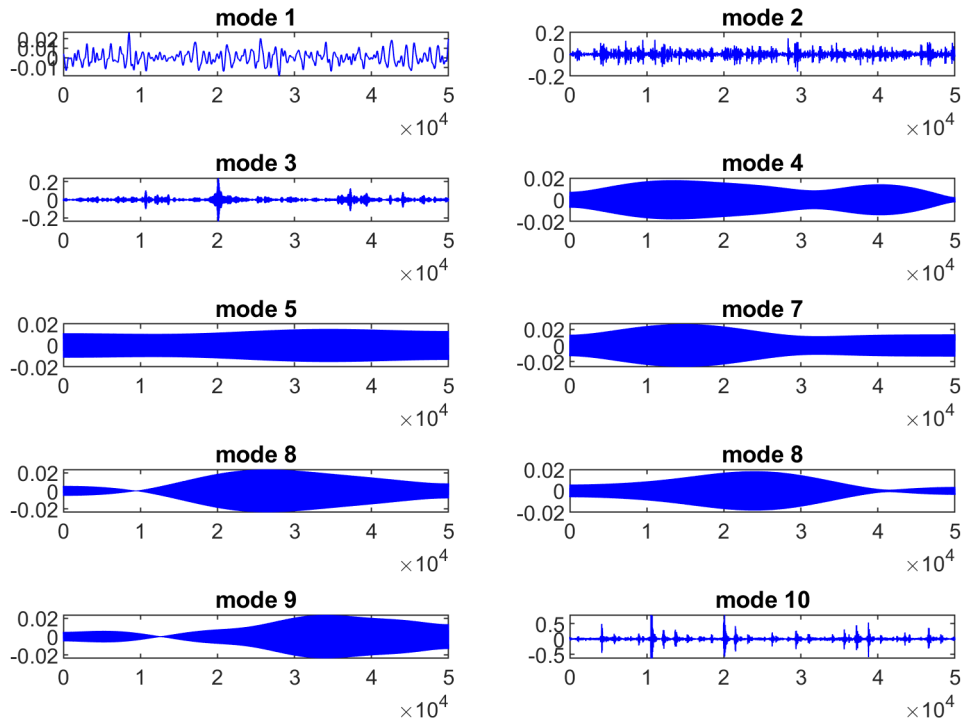 mode 1
0.02
0.01
0
-0.01
0 1 2 3 4 5
×10^4
mode 2
0.2
0
-0.2
0 1 2 3 4 5
×10^4
mode 3
0.2
0
-0.2
0 1 2 3 4 5
×10^4
mode 4
0.02
0
-0.02
0 1 2 3 4 5
×10^4
mode 5
0.02
0
-0.02
0 1 2 3 4 5
×10^4
mode 7
0.02
0
-0.02
0 1 2 3 4 5
×10^4
mode 8
0.02
0
-0.02
0 1 2 3 4 5
×10^4
mode 8
0.02
0
-0.02
0 1 2 3 4 5
×10^4
mode 9
0.02
0
-0.02
0 1 2 3 4 5
×10^4
mode 10
0.5
0
-0.5
0 1 2 3 4 5
×10^4